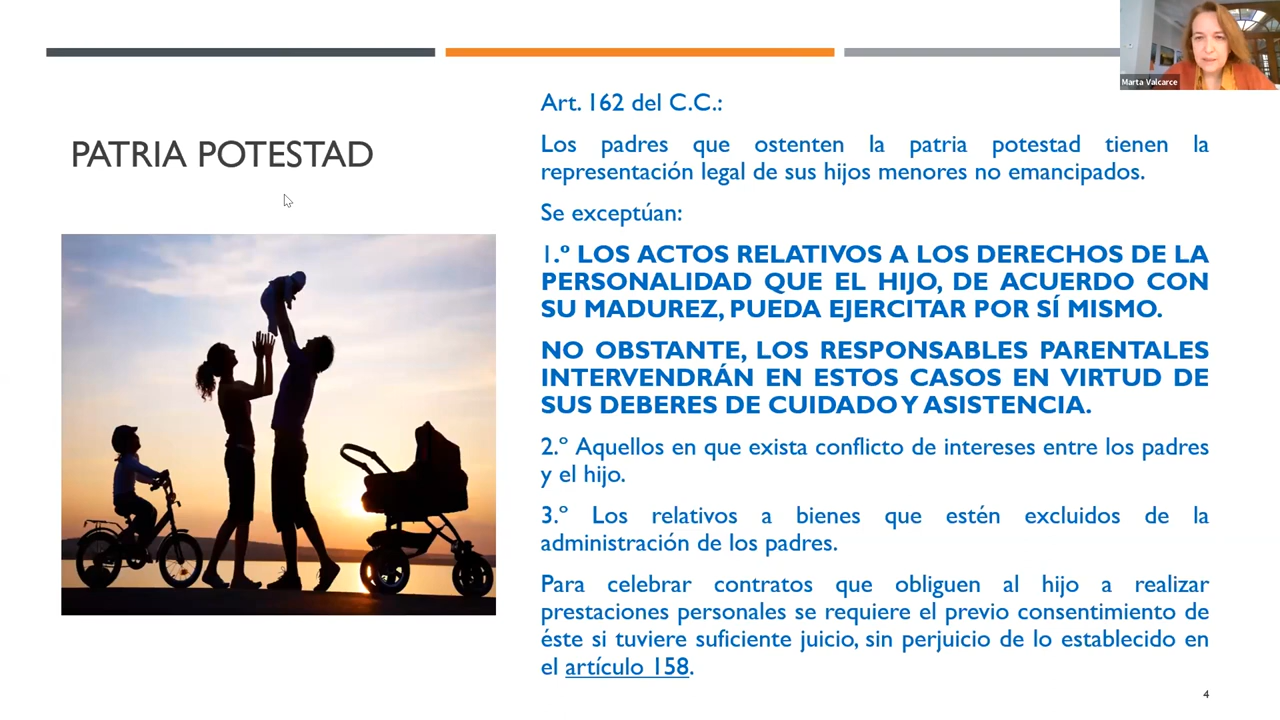 Marta Valcarce
PATRIA POTESTAD
Art. 162 del C.C.:
Los padres que ostenten la patria potestad tienen la
representación legal de sus hijos menores no emancipados.
Se exceptúan:
1.º LOS ACTOS RELATIVOS A LOS DERECHOS DE LA
PERSONALIDAD QUE EL HIJO, DE ACUERDO CON
SU MADUREZ, PUEDA EJERCITAR POR SÍ MISMO.
NO OBSTANTE, LOS RESPONSABLES PARENTALES
INTERVENDRÁN EN ESTOS CASOS EN VIRTUD DE
SUS DEBERES DE CUIDADO Y ASISTENCIA.
2.º Aquellos en que exista conflicto de intereses entre los padres
y el hijo.
3.º Los relativos a bienes que estén excluidos de la
administración de los padres.
Para celebrar contratos que obliguen al hijo a realizar
prestaciones personales se requiere el previo consentimiento de
éste si tuviere suficiente juicio, sin perjuicio de lo establecido en
el artículo 158.
4